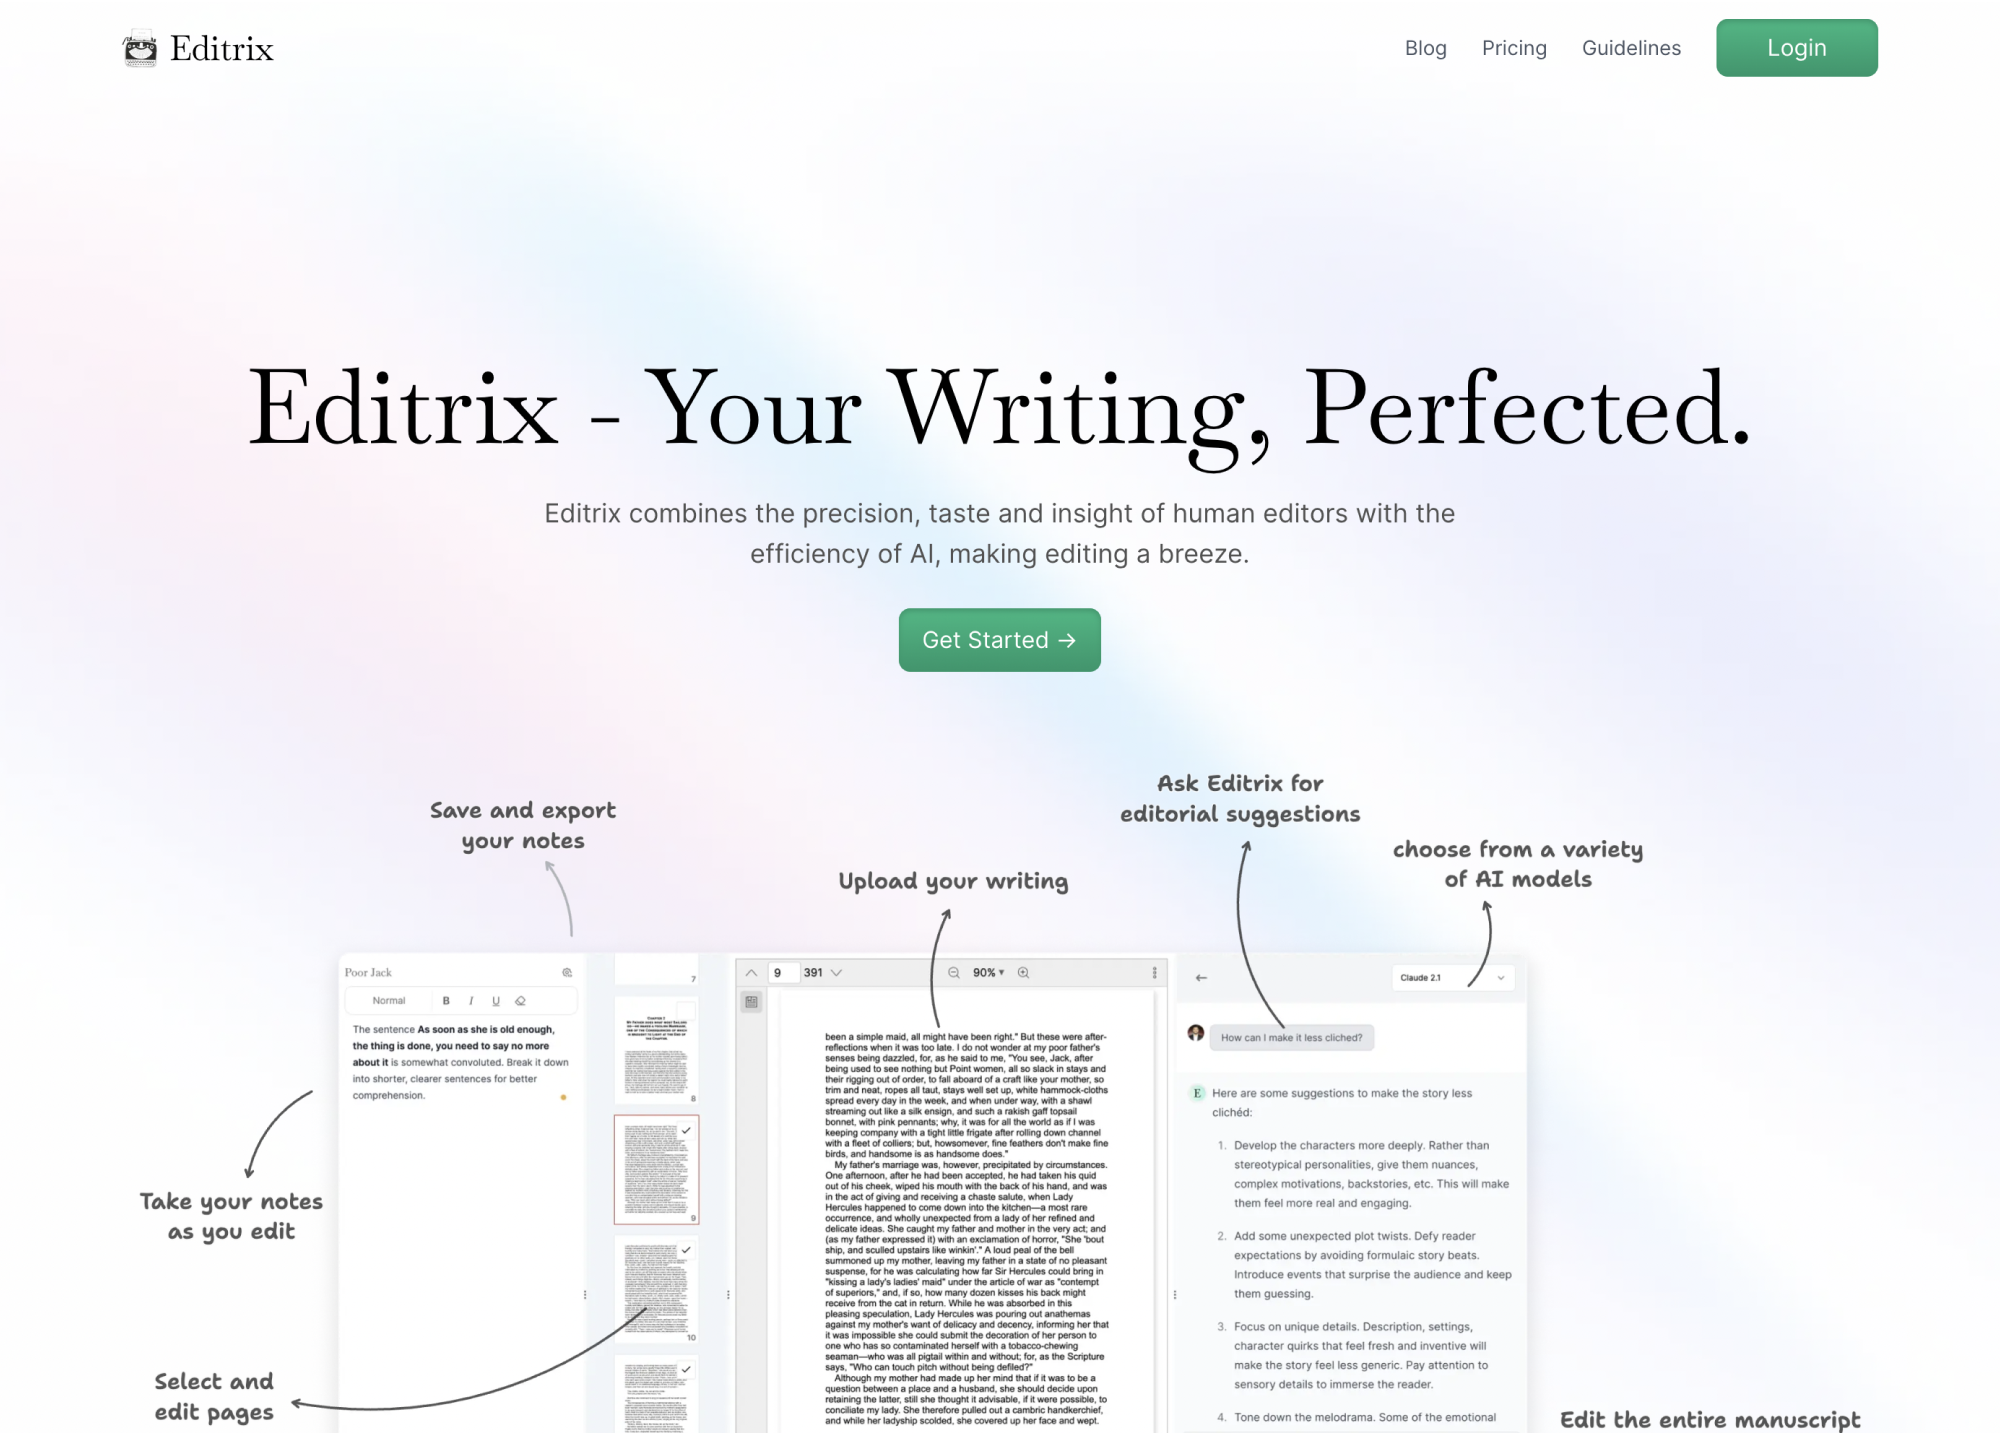 Editrix
Blog
Pricing
Guidelines
Login
Editrix - Your Writing, Perfected.
Editrix combines the precision, taste and insight of human editors with the
efficiency of AI, making editing a breeze.
Get Started →
Save and export
your notes
Upload your writing
Ask Editrix for
editorial suggestions
choose from a variety
of AI models
Take your notes
as you edit
Select and
edit pages
Edit the entire manuscript
Poor Jack
Normal
B
I
U
The sentence As soon as she is old enough,
the thing is done, you need to say no more
about it is somewhat convoluted. Break it down
into shorter, clearer sentences for better
comprehension.
7
8
9
10
9
391
90%
been a simple maid, all might have been right." But these were after-
reflections when it was too late. I do not wonder at my poor father's
senses being dazzled, for, as he said to me, "You see, Jack, after
being used to see nothing but Point women, all so slack in stays and
their rigging out of order, to fall aboard of a craft like your mother, so
trim and neat, ropes all taut, stays well set up, white hammock-cloths
spread every day in the week, and when under way, with a shawl
streaming out like a silk ensign, and such a rakish gaff topsail
bonnet, with pink pennants; why, it was for all the world as if I was
keeping company with a tight little frigate after rolling down channel
with a fleet of colliers; but, howsomever, fine feathers don't make fine
birds, and handsome is as handsome does."
My father's marriage was, however, precipitated by circumstances.
One afternoon, after he had been accepted, he had taken his quid
out of his cheek, wiped his mouth with the back of his hand, and was
in the act of giving and receiving a chaste salute, when Lady
Hercules happened to come down into the kitchen—a most rare
occurrence, and wholly unexpected from a lady of her refined and
delicate ideas. She caught my father and mother in the very act; and
(as my father expressed it) with an exclamation of horror, "She 'bout
ship, and sculled upstairs like winkin'." A loud peal of the bell
summoned up my mother, leaving my father in a state of no pleasant
suspense, for he was calculating how far Sir Hercules could bring in
"kissing a lady's ladies' maid" under the article of war as "contempt
of superiors," and, if so, how many dozen kisses his back might
receive from the cat in return. While he was absorbed in this
pleasing speculation, Lady Hercules was pouring out anathemas
against my mother's want of delicacy and decency, informing her that
it was impossible she could submit the decoration of her person to
one who has so contaminated herself with a tobacco-chewing
seaman—who was all pigtail within and without; for, as the Scripture
says, "Who can touch pitch without being defiled?"
Although my mother had made up her mind that if it was to be a
question between a place and a husband, she should decide upon
retaining the latter, still she thought it advisable, if it were possible, to
conciliate my lady. She therefore pulled out a cambric handkerchief,
and while her ladyship scolded, she covered up her face and wept.
Claude 2.1
How can I make it less cliched?
E
Here are some suggestions to make the story less
clichéd:
1. Develop the characters more deeply. Rather than
stereotypical personalities, give them nuances,
complex motivations, backstories, etc. This will make
them feel more real and engaging.
2. Add some unexpected plot twists. Defy reader
expectations by avoiding formulaic story beats.
Introduce events that surprise the audience and keep
them guessing.
3. Focus on unique details. Description, settings,
character quirks that feel fresh and inventive will
make the story feel less generic. Pay attention to
sensory details to immerse the reader.
4. Tone down the melodrama. Some of the emotional